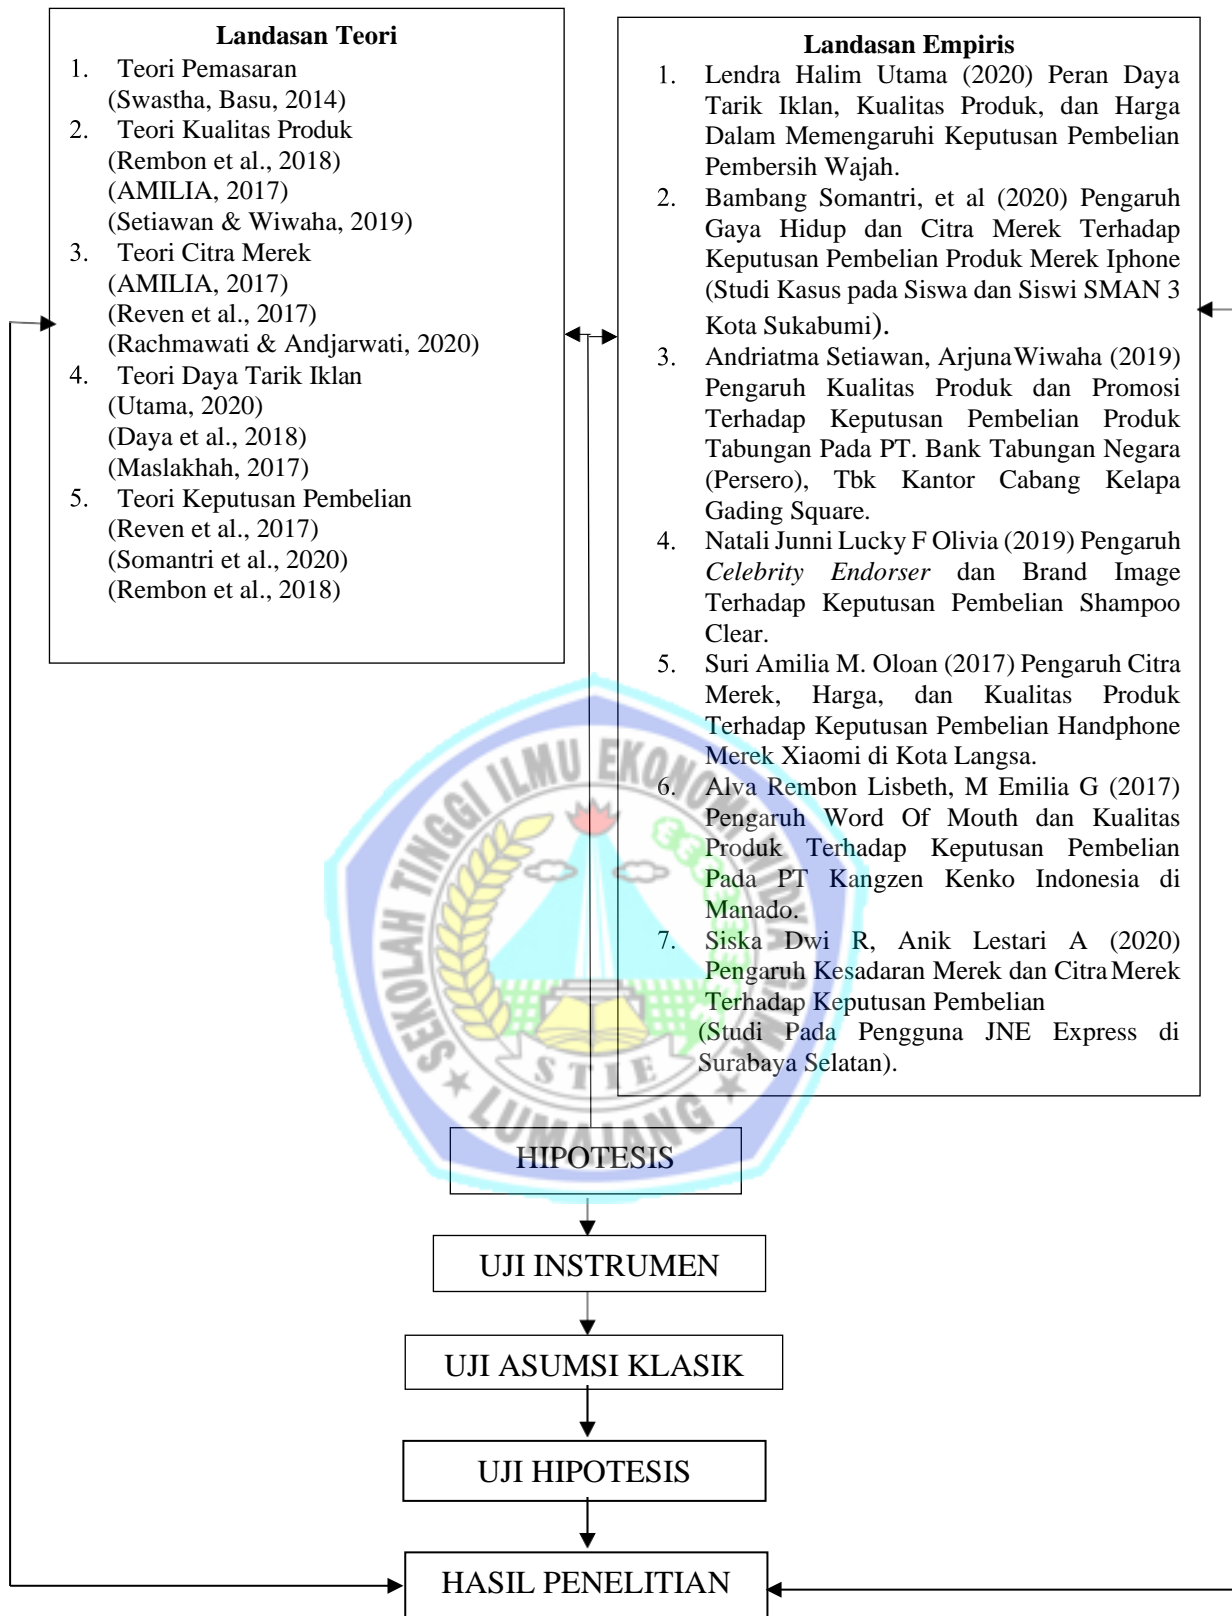 Landasan Teori
1. Teori Pemasaran
(Swastha, Basu, 2014)
2. Teori Kualitas Produk
(Rembon et al., 2018)
(AMILIA, 2017)
(Setiawan & Wiwaha, 2019)
3. Teori Citra Merek
(AMILIA, 2017)
(Reven et al., 2017)
(Rachmawati & Andjarwati, 2020)
4. Teori Daya Tarik Iklan
(Utama, 2020)
(Daya et al., 2018)
(Maslakhah, 2017)
5. Teori Keputusan Pembelian
(Reven et al., 2017)
(Somantri et al., 2020)
(Rembon et al., 2018)
Landasan Empiris
1. Lendra Halim Utama (2020) Peran Daya
Tarik Iklan, Kualitas Produk, dan Harga
Dalam Memengaruhi Keputusan Pembelian
Pembersih Wajah.
2. Bambang Somantri, et al (2020) Pengaruh
Gaya Hidup dan Citra Merek Terhadap
Keputusan Pembelian Produk Merek Iphone
(Studi Kasus pada Siswa dan Siswi SMAN 3
Kota Sukabumi).
3. Andriatma Setiawan, Arjuna Wiwaha (2019)
Pengaruh Kualitas Produk dan Promosi
Terhadap Keputusan Pembelian Produk
Tabungan Pada PT. Bank Tabungan Negara
(Persero), Tbk Kantor Cabang Kelapa
Gading Square.
4. Natali Junni Lucky F Olivia (2019) Pengaruh
Celebrity Endorser dan Brand Image
Terhadap Keputusan Pembelian Shampoo
Clear.
5. Suri Amilia M. Oloan (2017) Pengaruh Citra
Merek, Harga, dan Kualitas Produk
Terhadap Keputusan Pembelian Handphone
Merek Xiaomi di Kota Langsa.
6. Alva Rembon Lisbeth, M Emilia G (2017)
Pengaruh Word Of Mouth dan Kualitas
Produk Terhadap Keputusan Pembelian
Pada PT Kangzen Kenko Indonesia di
Manado.
7. Siska Dwi R, Anik Lestari A (2020)
Pengaruh Kesadaran Merek dan Citra Merek
Terhadap Keputusan Pembelian
(Studi Pada Pengguna JNE Express di
Surabaya Selatan).
SEKOLAH TINGGI ILMU EKONOMI WIDYA GAMA
STIE
LUMAJANG
HIPOTESIS
UJI INSTRUMEN
UJI ASUMSI KLASIK
UJI HIPOTESIS
HASIL PENELITIAN